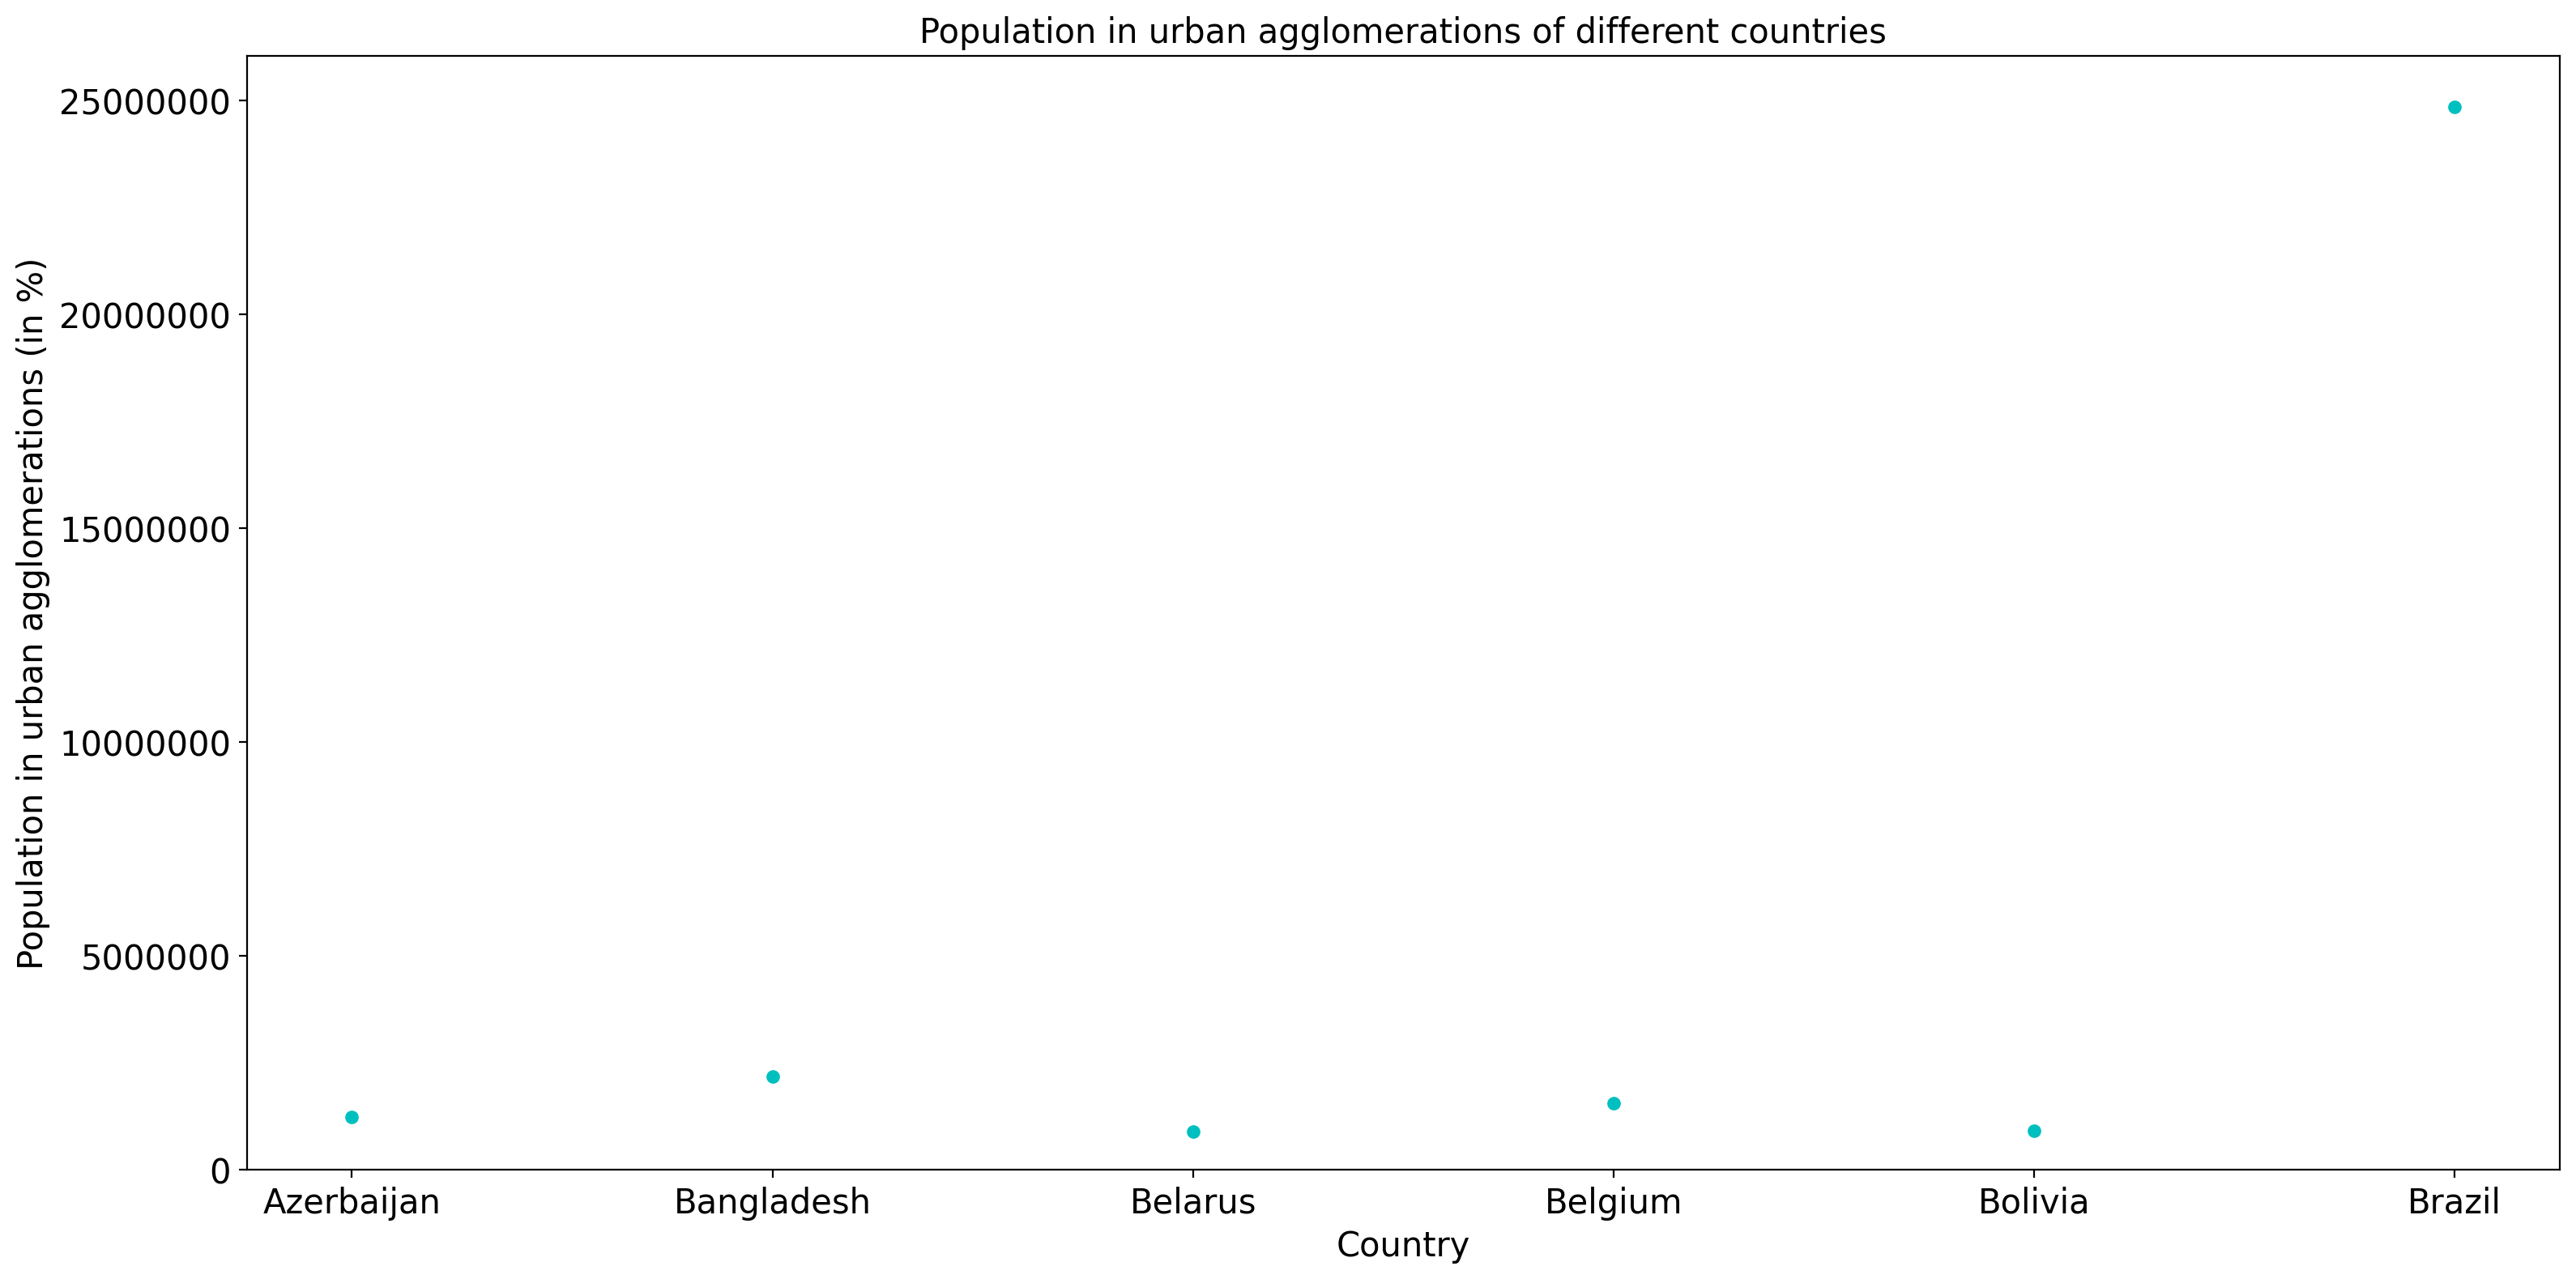 Population in urban agglomerations of different countries
Population in urban agglomerations (in %)
25000000
20000000
15000000
10000000
5000000
0
Azerbaijan Bangladesh Belarus Belgium Bolivia Brazil
Country